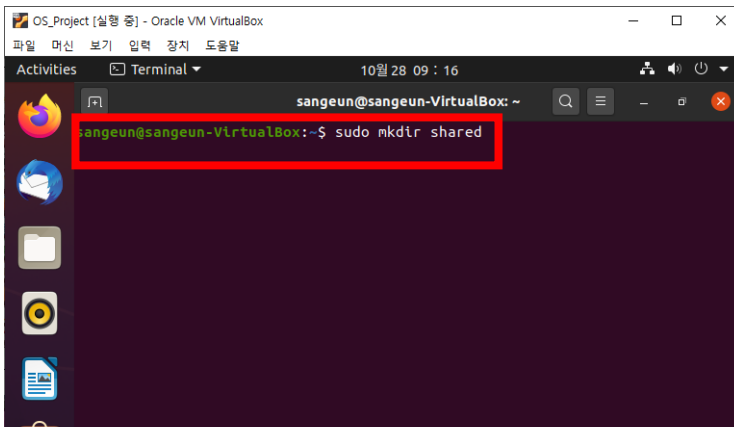 OS_Project [실행 중] - Oracle VM VirtualBox
파일 머신 보기 입력 장치 도움말
Activities Terminal 10월 28 09 : 16
sangeun@sangeun-VirtualBox: ~
sangeun@sangeun-VirtualBox:~$ sudo mkdir shared